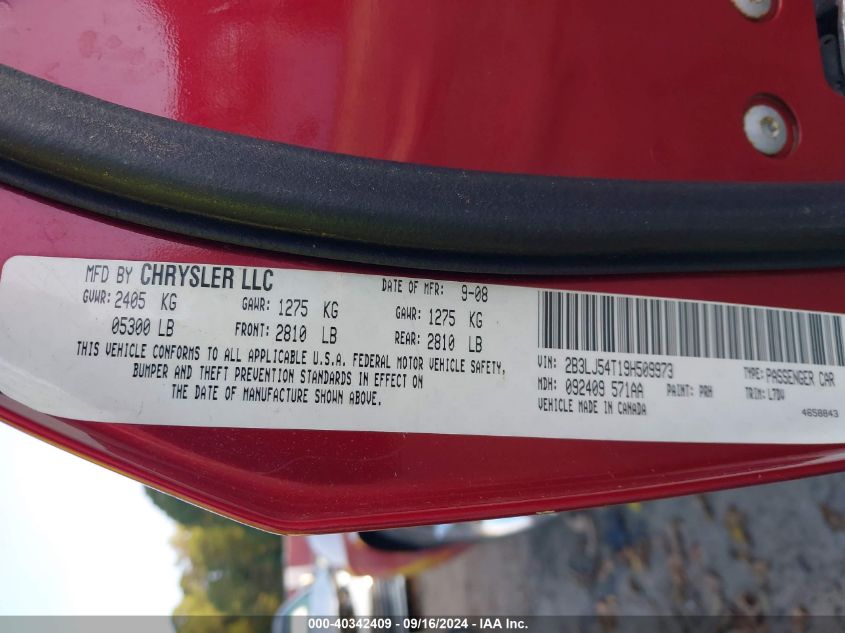 MFD BY CHRYSLER LLC DATE OF MFR: 9-08
GVWR: 2405 KG GAWR: 1275 KG GAWR: 1275 KG
05300 LB FRONT: 2810 LB REAR: 2810 LB
THIS VEHICLE CONFORMS TO ALL APPLICABLE U.S.A. FEDERAL MOTOR VEHICLE SAFETY,
BUMPER AND THEFT PREVENTION STANDARDS IN EFFECT ON
THE DATE OF MANUFACTURE SHOWN ABOVE.
VIN: 2B3LJ54T19H509973 TYPE: PASSENGER CAR
MDH: 092409 571AA PAINT: PRH TRIM: L7DV
VEHICLE MADE IN CANADA 4658843
000-40342409 - 09/16/2024 - IAA Inc.